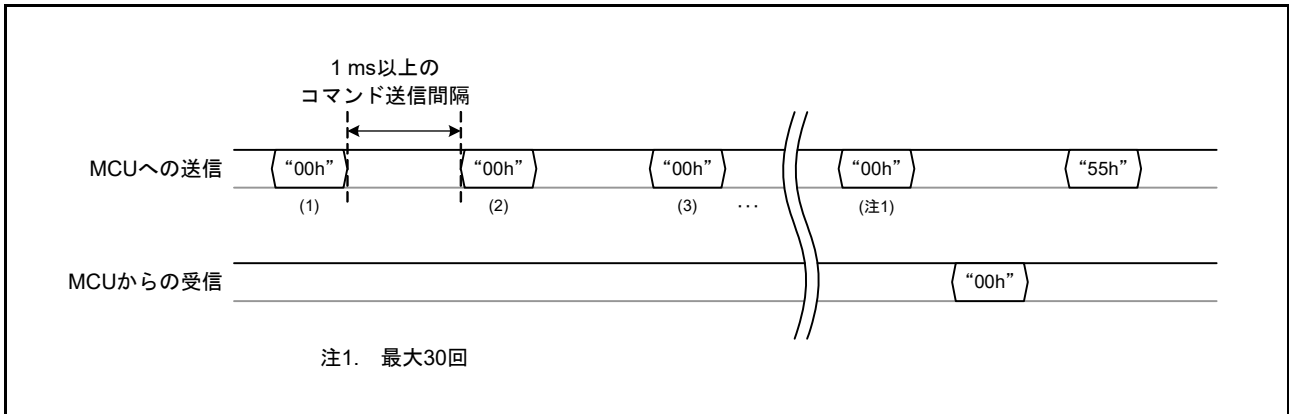 1 ms以上の
コマンド送信間隔
MCUへの送信 “00h” “00h” “00h” “00h” “55h”
(1) (2) (3) ··· (注1)
MCUからの受信 “00h”
注1. 最大30回